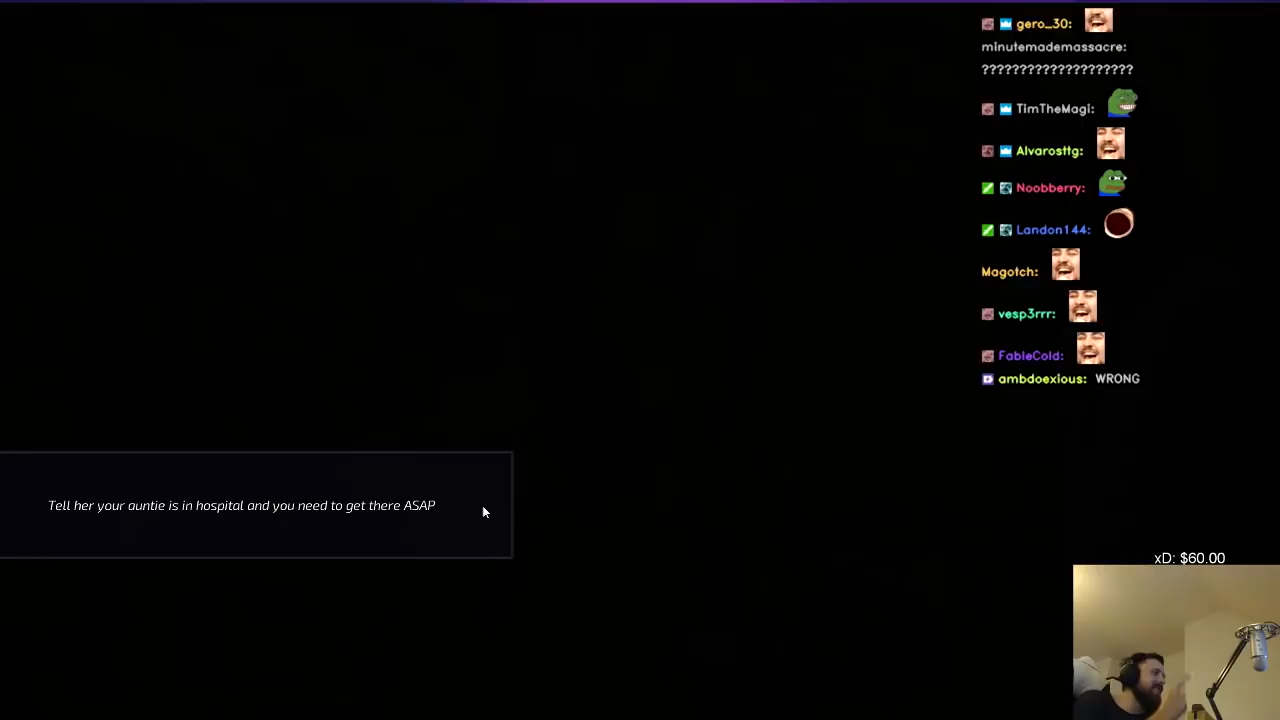 gero_30:
minutemademassacre:
????????????????????
TimTheMagi:
Alvarosttg:
Noobberry:
Landon144:
Magotch:
vesp3rrr:
FableCold:
ambdoexious: WRONG
Tell her your auntie is in hospital and you need to get there ASAP
xD: $60.00